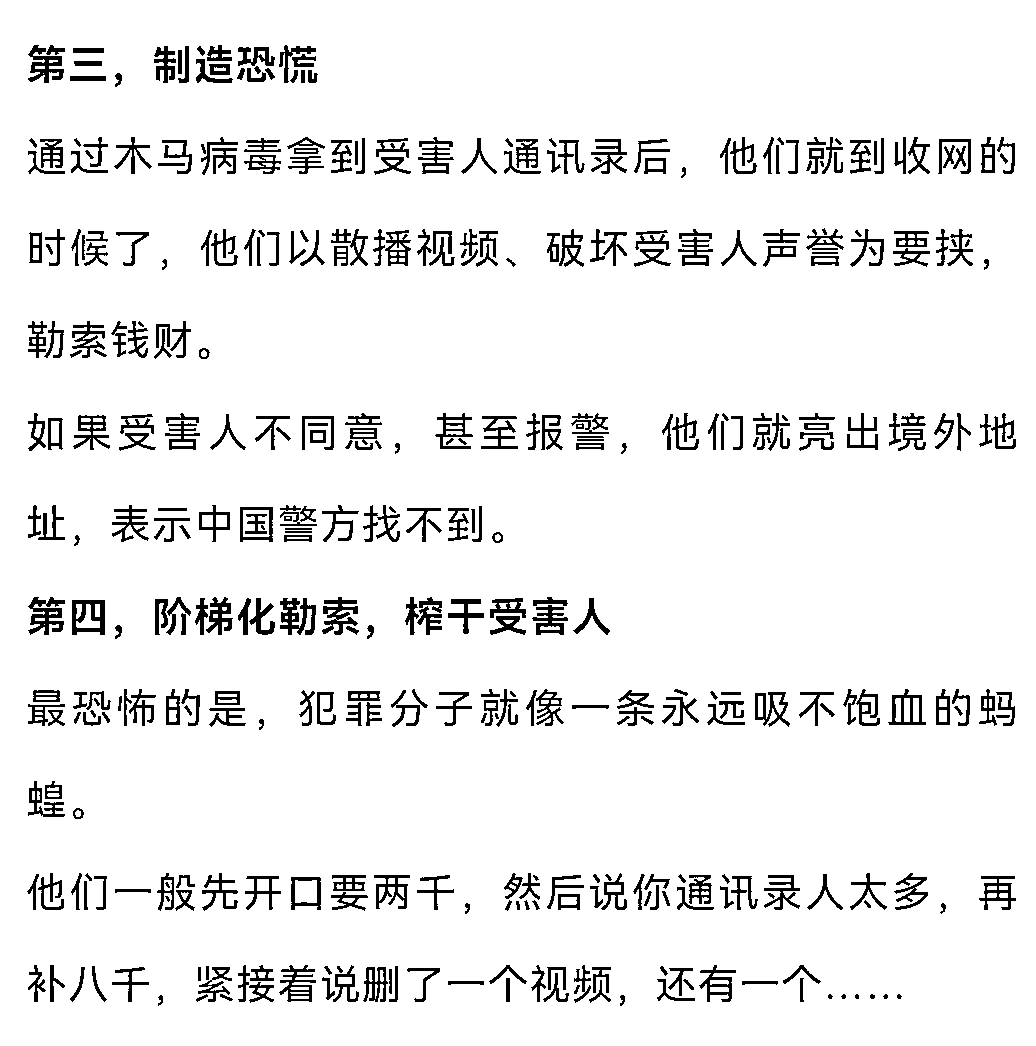 第三，制造恐慌
通过木马病毒拿到受害人通讯录后，他们就到收网的
时候了，他们以散播视频、破坏受害人声誉为要挟，
勒索钱财。
如果受害人不同意，甚至报警，他们就亮出境外地
址，表示中国警方找不到。
第四，阶梯化勒索，榨干受害人
最恐怖的是，犯罪分子就像一条永远吸不饱血的蚂
蝗。
他们一般先开口要两千，然后说你通讯录人太多，再
补八千，紧接着说删了一个视频，还有一个……